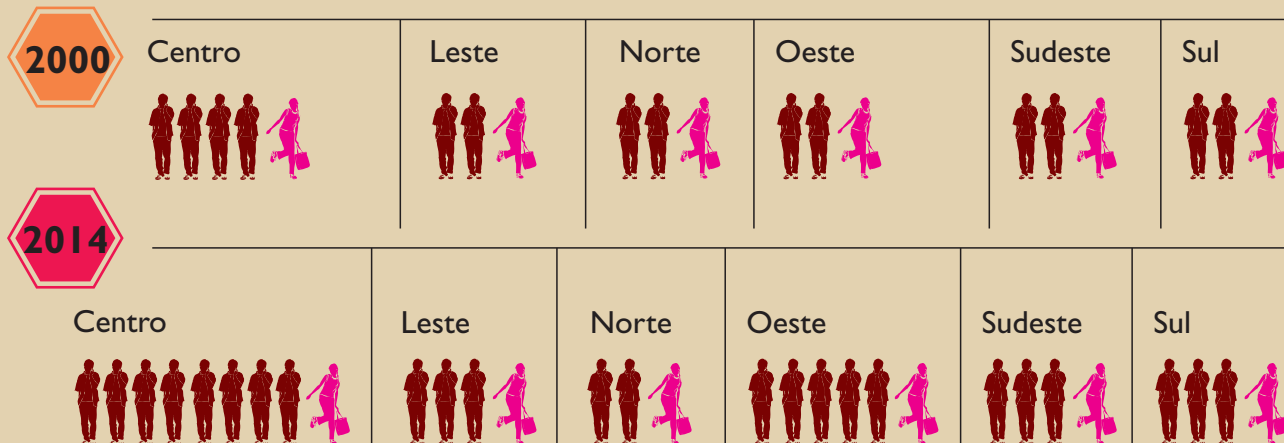 2000
Centro
Leste
Norte
Oeste
Sudeste
Sul
2014
Centro
Leste
Norte
Oeste
Sudeste
Sul